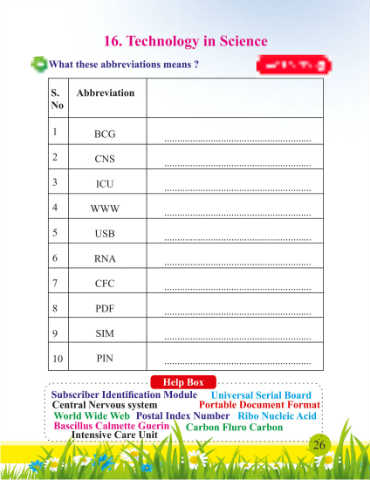 16. Technology in Science
What these abbreviations means ?
S. No Abbreviation
1 BCG ..........................................................
2 CNS ..........................................................
3 ICU ..........................................................
4 WWW ..........................................................
5 USB ..........................................................
6 RNA ..........................................................
7 CFC ..........................................................
8 PDF ..........................................................
9 SIM ..........................................................
10 PIN ..........................................................
Help Box
Subscriber Identification Module Universal Serial Board
Central Nervous system Portable Document Format
World Wide Web Postal Index Number Ribo Nucleic Acid
Bascillus Calmette Guerin Carbon Fluro Carbon
Intensive Care Unit
26